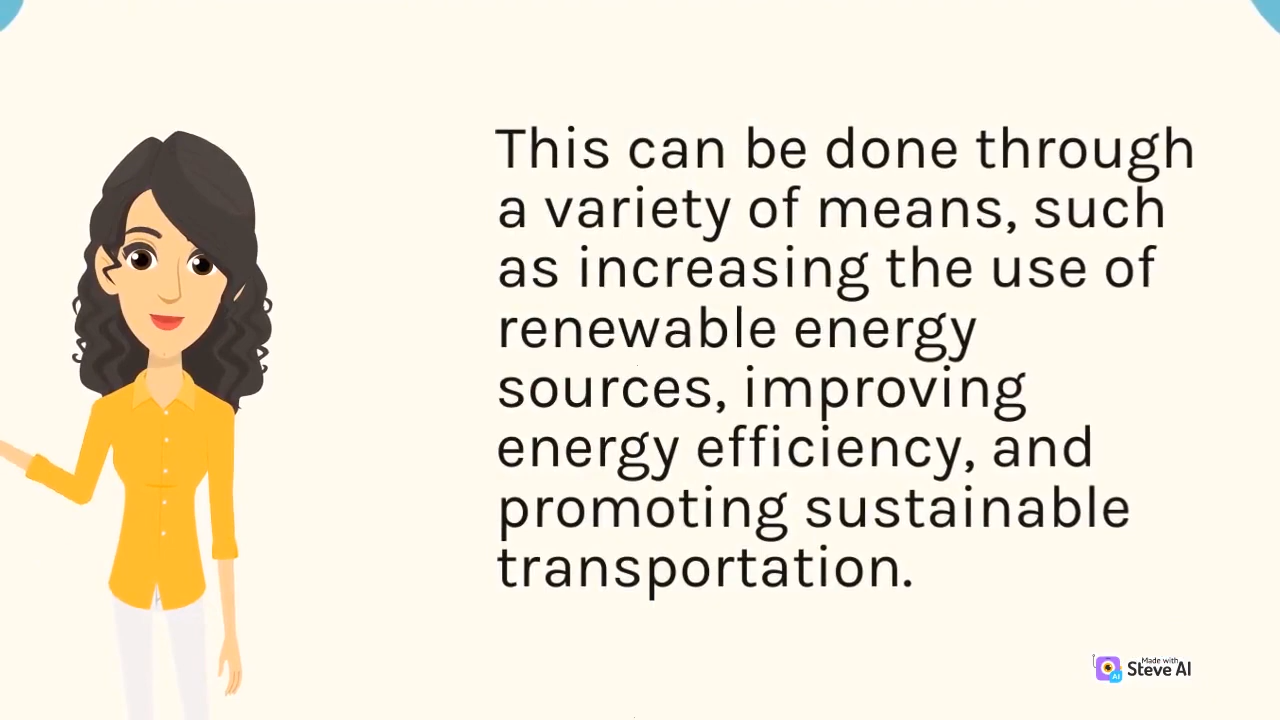 This can be done through
a variety of means, such
as increasing the use of
renewable energy
sources, improving
energy efficiency, and
promoting sustainable
transportation.
Made with
Steve AI
AI